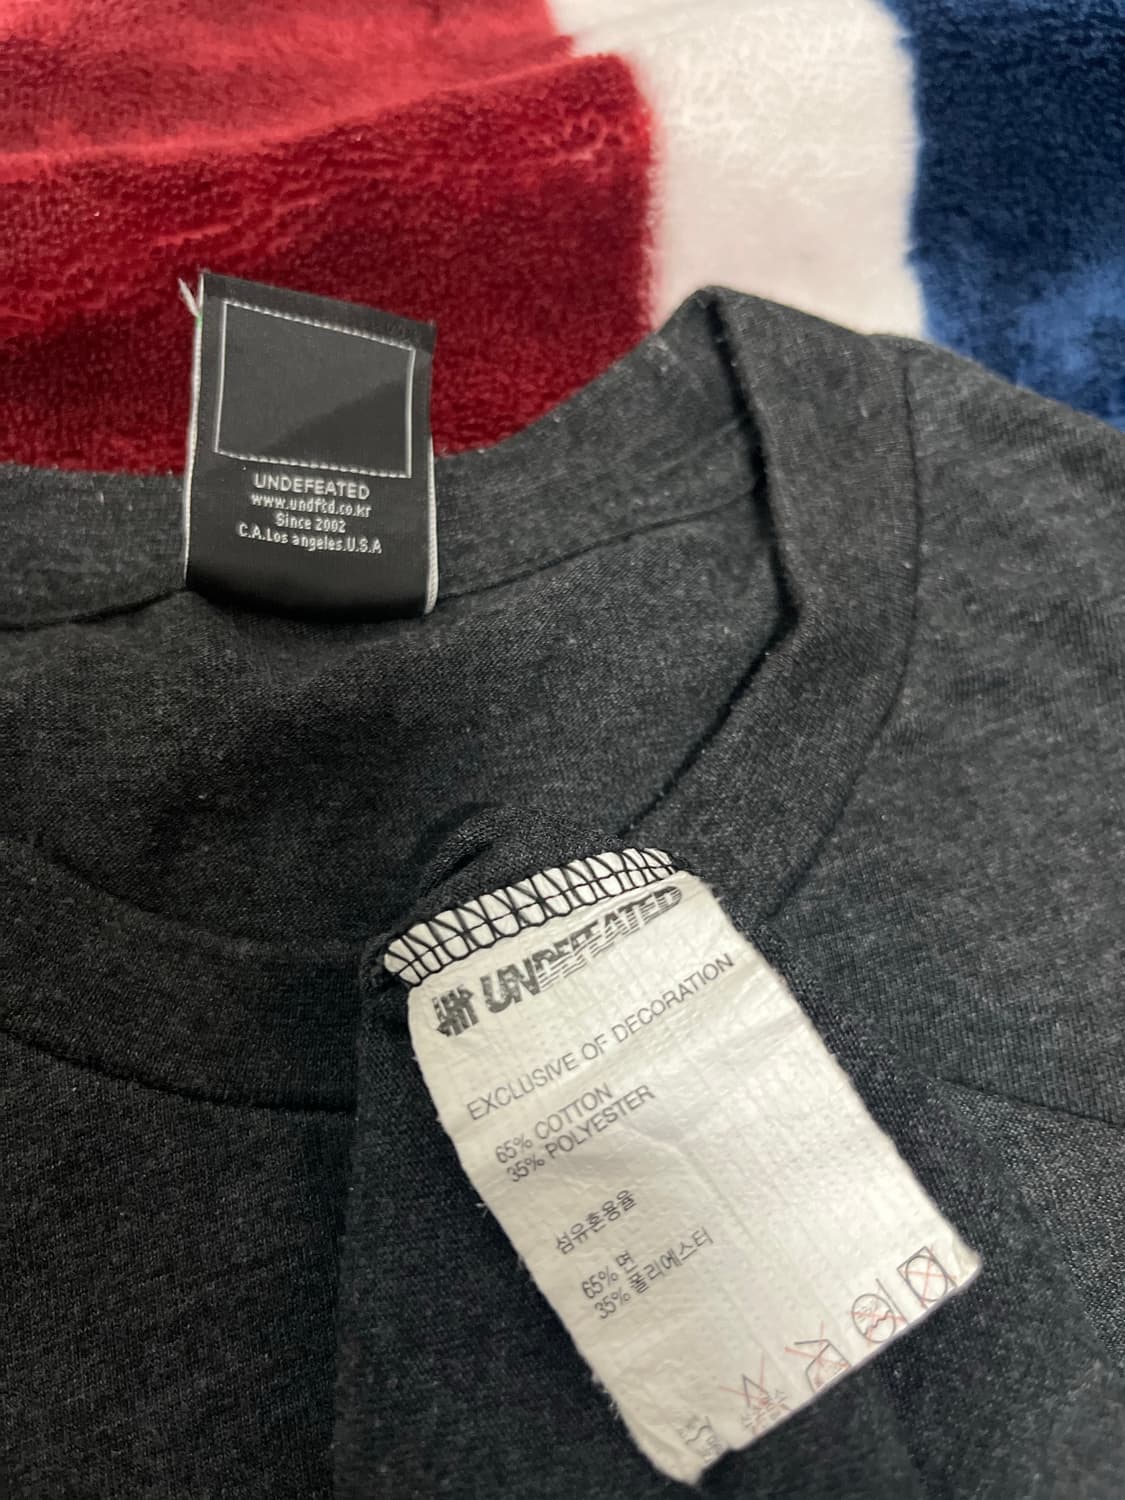 UNDEFEATED
www.undftd.co.kr
Since 2002
C.A.Los angeles.U.S.A
UNDEFEATED
EXCLUSIVE OF DECORATION
65% COTTON
35% POLYESTER
섬유혼용율
65% 면
35% 폴리에스터